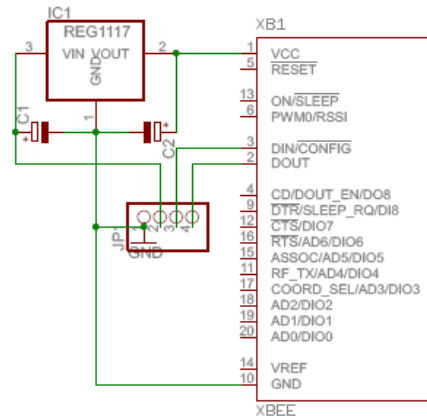 IC1
REG1117
3
VIN VOUT
2
GND
1
C1
+
+
C2
JP1
1
2
3
4
GND
XB1
1 VCC
5 RESET
13 ON/SLEEP
6 PWM0/RSSI
3 DIN/CONFIG
2 DOUT
4 CD/DOUT_EN/DO8
9 DTR/SLEEP_RQ/DI8
12 CTS/DIO7
16 RTS/AD6/DIO6
15 ASSOC/AD5/DIO5
11 RF_TX/AD4/DIO4
17 COORD_SEL/AD3/DIO3
18 AD2/DIO2
19 AD1/DIO1
20 AD0/DIO0
14 VREF
10 GND
XBEE